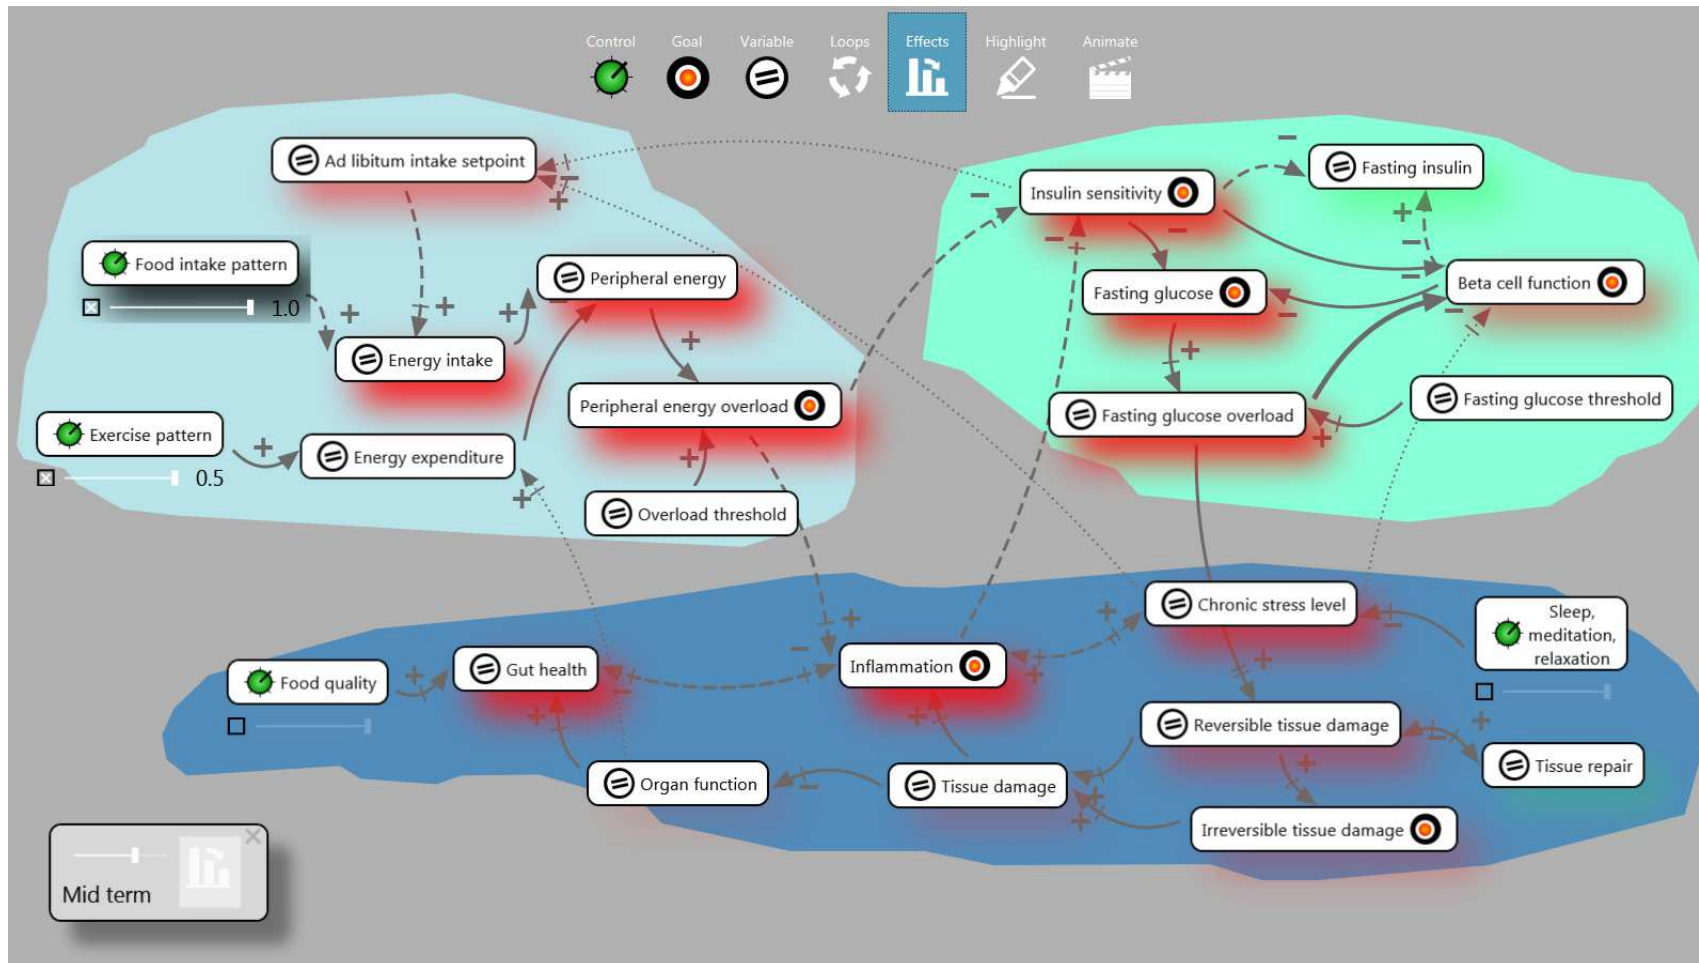 Control Goal Variable Loops Effects Highlight Animate
Ad libitum intake setpoint
Fasting insulin
Insulin sensitivity
Food intake pattern
1.0
Peripheral energy
Fasting glucose
Beta cell function
Energy intake
Peripheral energy overload
Fasting glucose overload
Fasting glucose threshold
Exercise pattern
0.5
Energy expenditure
Overload threshold
Chronic stress level
Sleep,
meditation,
relaxation
Food quality
Gut health
Inflammation
Reversible tissue damage
Tissue repair
Organ function
Tissue damage
Irreversible tissue damage
Mid term